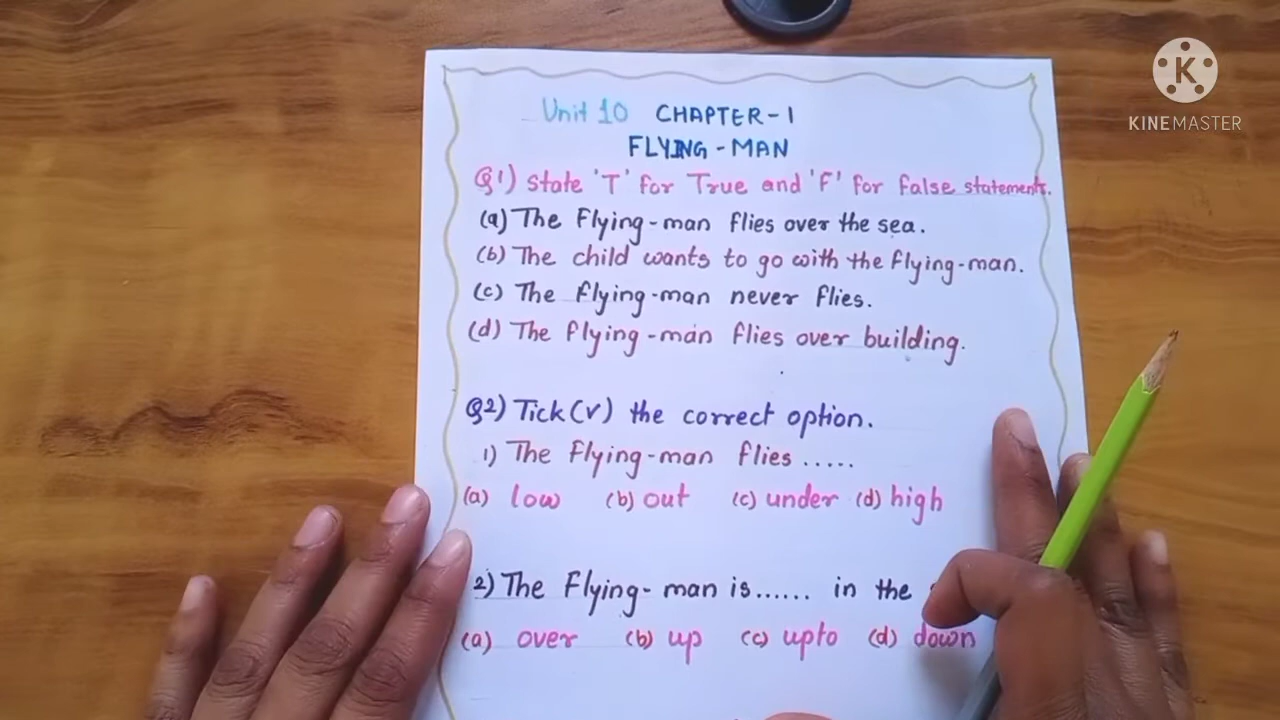 KINEMASTER
Unit 10 CHAPTER-1
FLYING-MAN
Q1) State 'T' for True and 'F' for false statements.
(a) The Flying-man flies over the sea.
(b) The child wants to go with the flying-man.
(c) The flying-man never flies.
(d) The flying-man flies over building.
Q2) Tick(√) the correct option.
1) The flying-man flies .....
(a) low (b) out (c) under (d) high
2) The Flying-man is...... in the
(a) over (b) up (c) upto (d) down